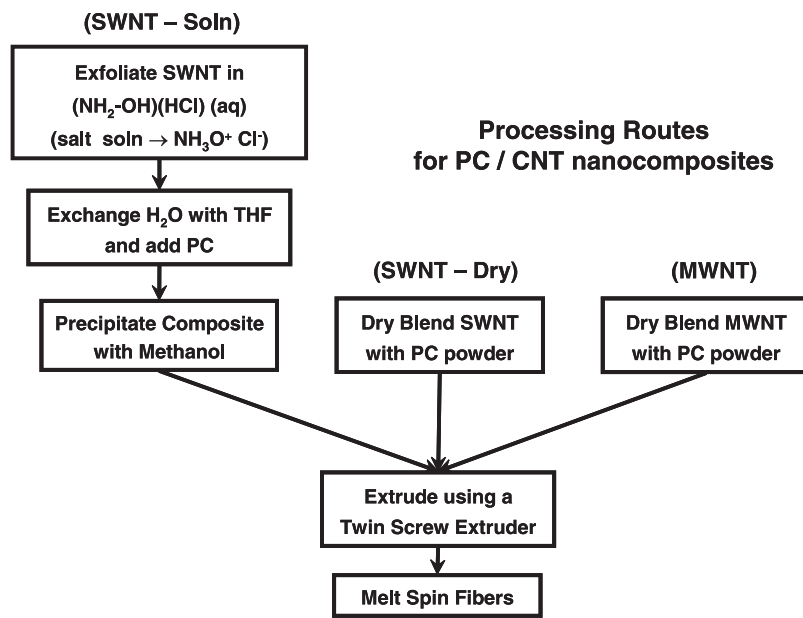 (SWNT – Soln)
Exfoliate SWNT in
(NH₂-OH)(HCl) (aq)
(salt soln → NH₃O⁺ Cl⁻)
Processing Routes
for PC / CNT nanocomposites
Exchange H₂O with THF
and add PC
(SWNT – Dry)
(MWNT)
Precipitate Composite
with Methanol
Dry Blend SWNT
with PC powder
Dry Blend MWNT
with PC powder
Extrude using a
Twin Screw Extruder
Melt Spin Fibers